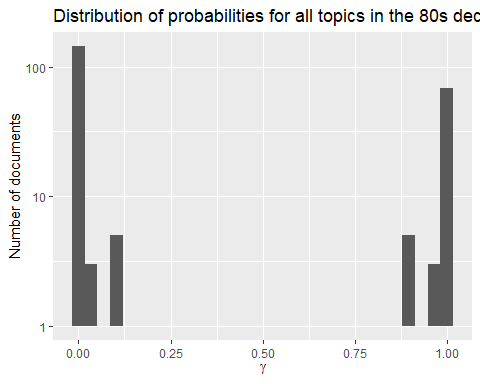 Distribution of probabilities for all topics in the 80s dec
Number of documents
100
10
1
0.00
0.25
0.50
0.75
1.00
γ